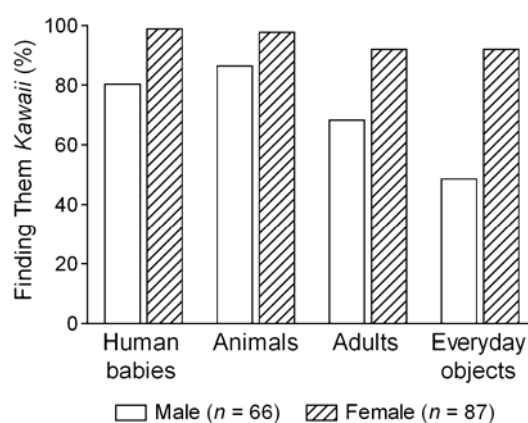 Finding Them Kawaii (%)
100
80
60
40
20
0
Human babies
Animals
Adults
Everyday objects
Male (n = 66)
Female (n = 87)